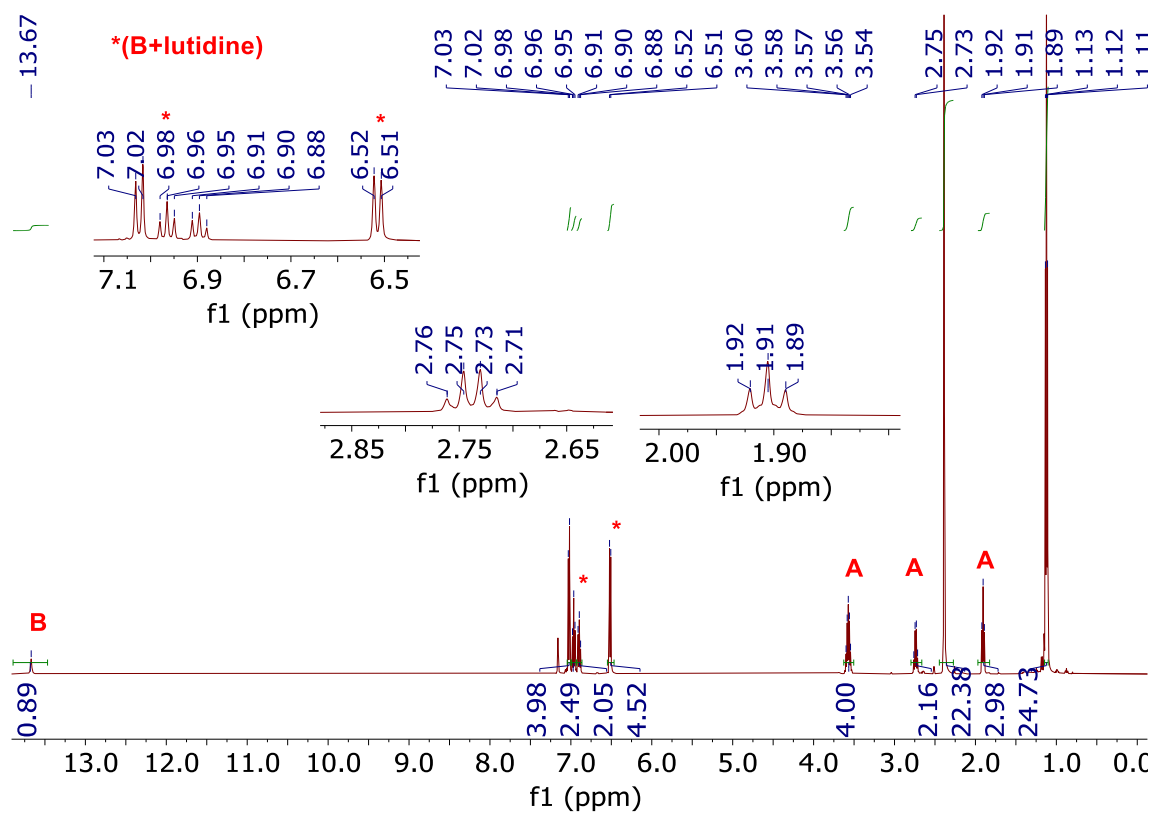 −13.67
*(B+lutidine)
7.03 7.02 6.98 6.96 6.95 6.91 6.90 6.88 6.52 6.51 3.60 3.58 3.57 3.56 3.54 2.75 2.73 1.92 1.91 1.89 1.13 1.12 1.11
* *
7.03 7.02 6.98 6.96 6.95 6.91 6.90 6.88 6.52 6.51
7.1 6.9 6.7 6.5
f1 (ppm)
2.76 2.75 2.73 2.71
2.85 2.75 2.65
f1 (ppm)
1.92 1.91 1.89
2.00 1.90
f1 (ppm)
B * * A A A
0.89 3.98 2.49 2.05 4.52 4.00 2.16 22.38 2.98 24.73
13.0 12.0 11.0 10.0 9.0 8.0 7.0 6.0 5.0 4.0 3.0 2.0 1.0 0.0
f1 (ppm)